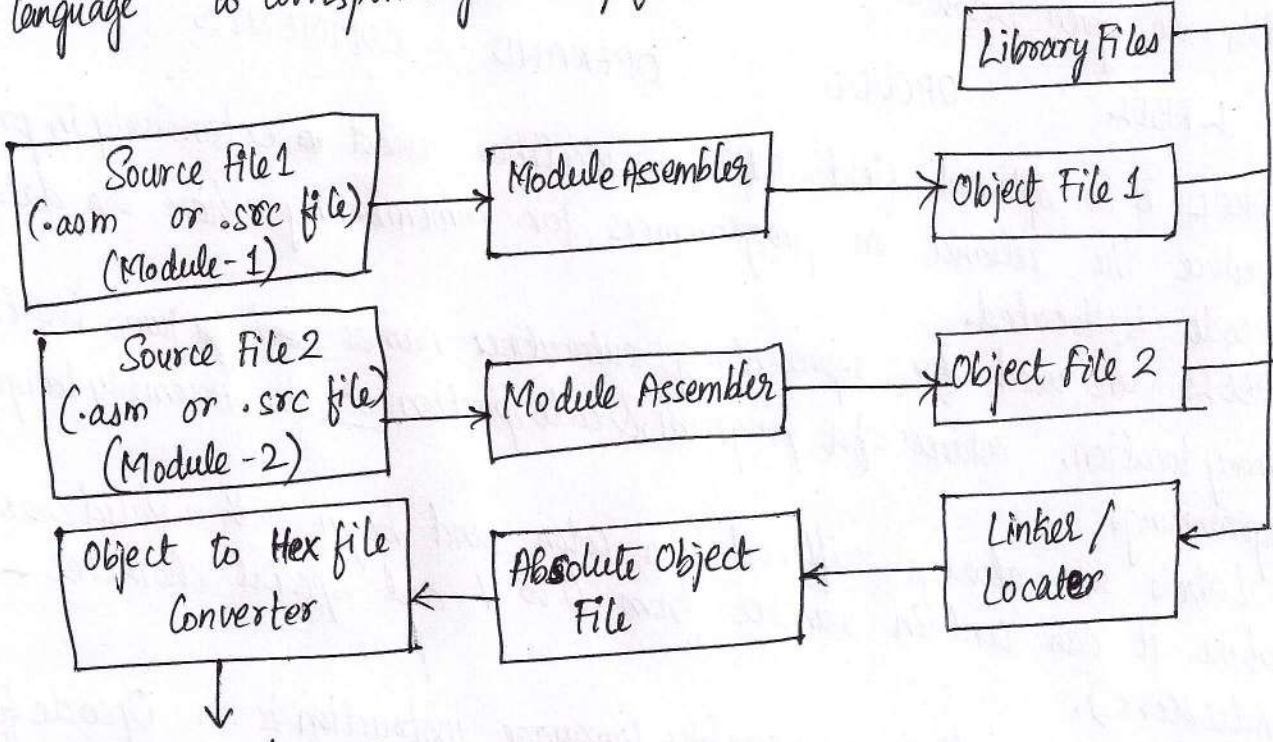 language to corresponding
Library Files
Source File 1
(.asm or .src file)
(Module-1)
Module Assembler
Object File 1
Source File 2
(.asm or .src file)
(Module-2)
Module Assembler
Object File 2
Object to Hex file
Converter
Absolute Object
File
Linker /
Locater